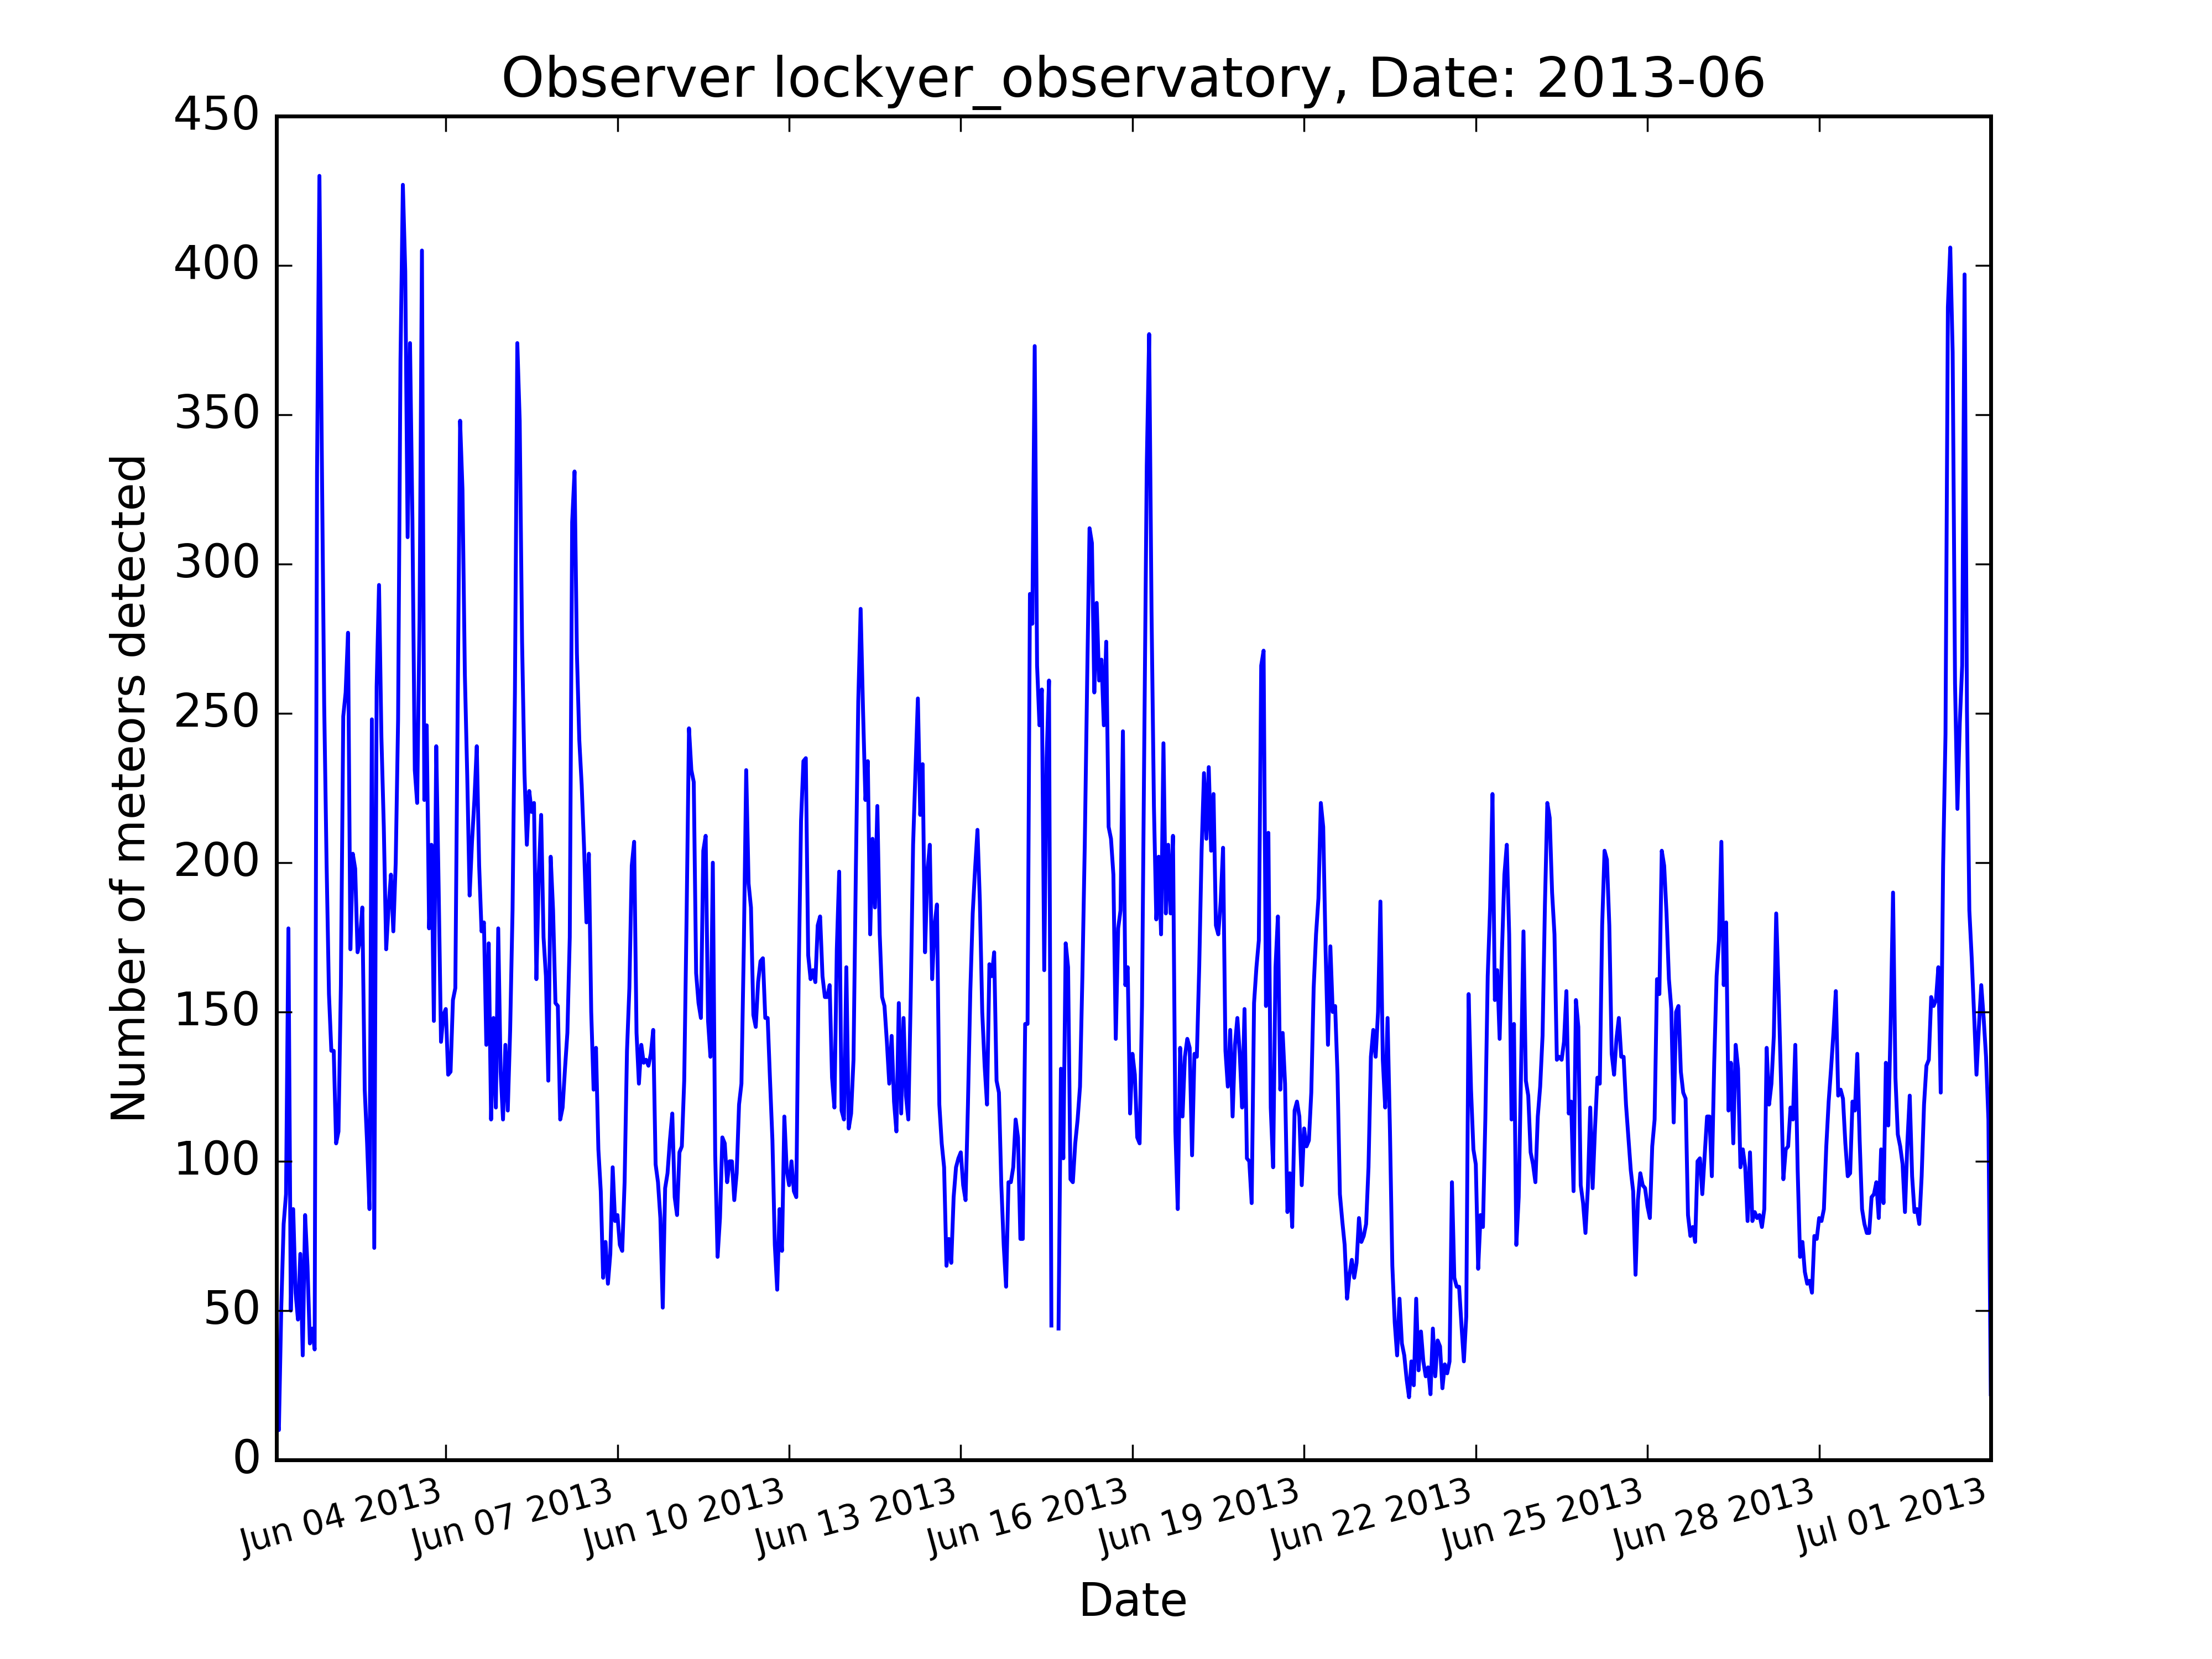 Observer lockyer_observatory, Date: 2013-06
450
400
350
300
250
200
150
100
50
0
Number of meteors detected
Jun 04 2013
Jun 07 2013
Jun 10 2013
Jun 13 2013
Jun 16 2013
Jun 19 2013
Jun 22 2013
Jun 25 2013
Jun 28 2013
Jul 01 2013
Date